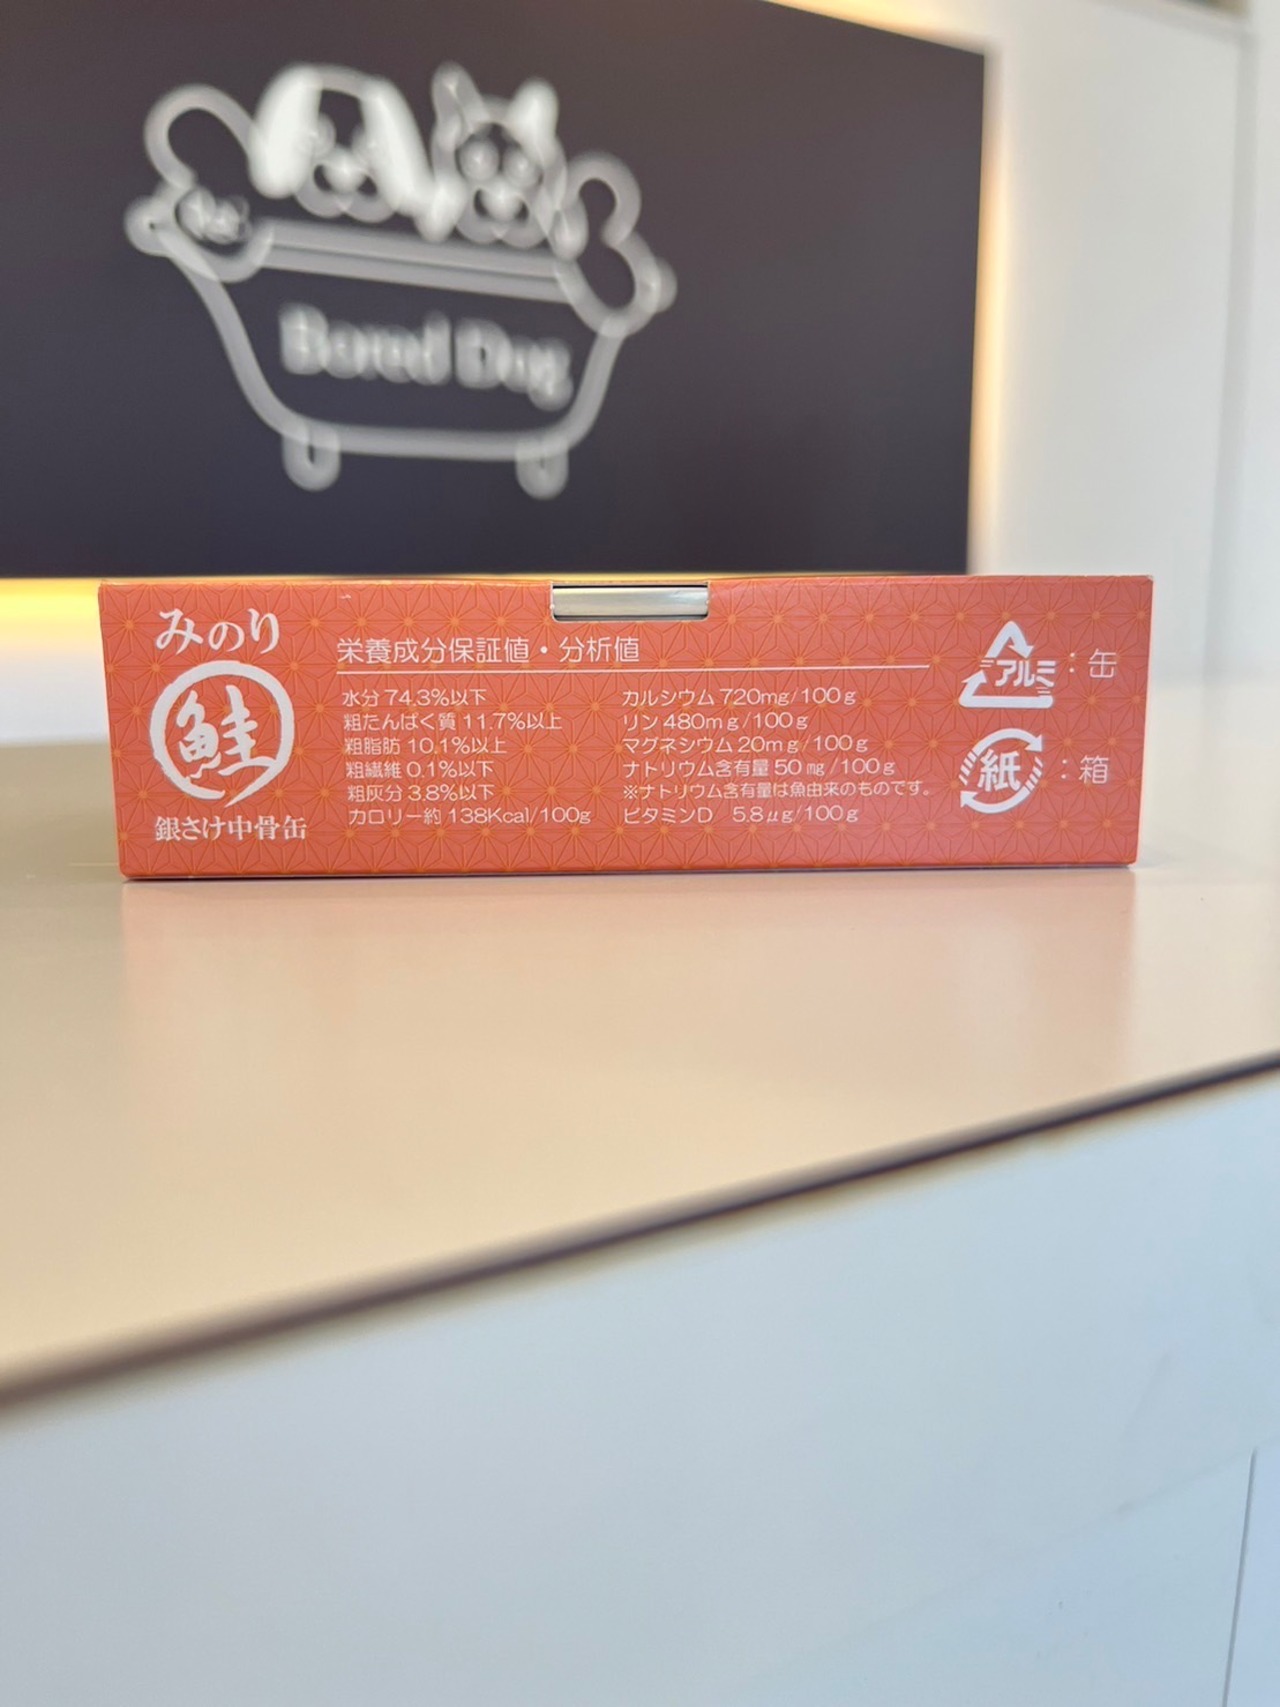 Bored Dog
みのり
鮭
銀さけ中骨缶
栄養成分保証値・分析値
水分 74.3%以下
粗たんぱく質 11.7%以上
粗脂肪 10.1%以上
粗繊維 0.1%以下
粗灰分 3.8%以下
カロリー約 138Kcal/100g
カルシウム 720mg/100g
リン 480mg/100g
マグネシウム 20mg/100g
ナトリウム含有量 50㎎/100g
※ナトリウム含有量は魚由来のものです。
ビタミンD 5.8μg/100g
アルミ：缶
紙：箱